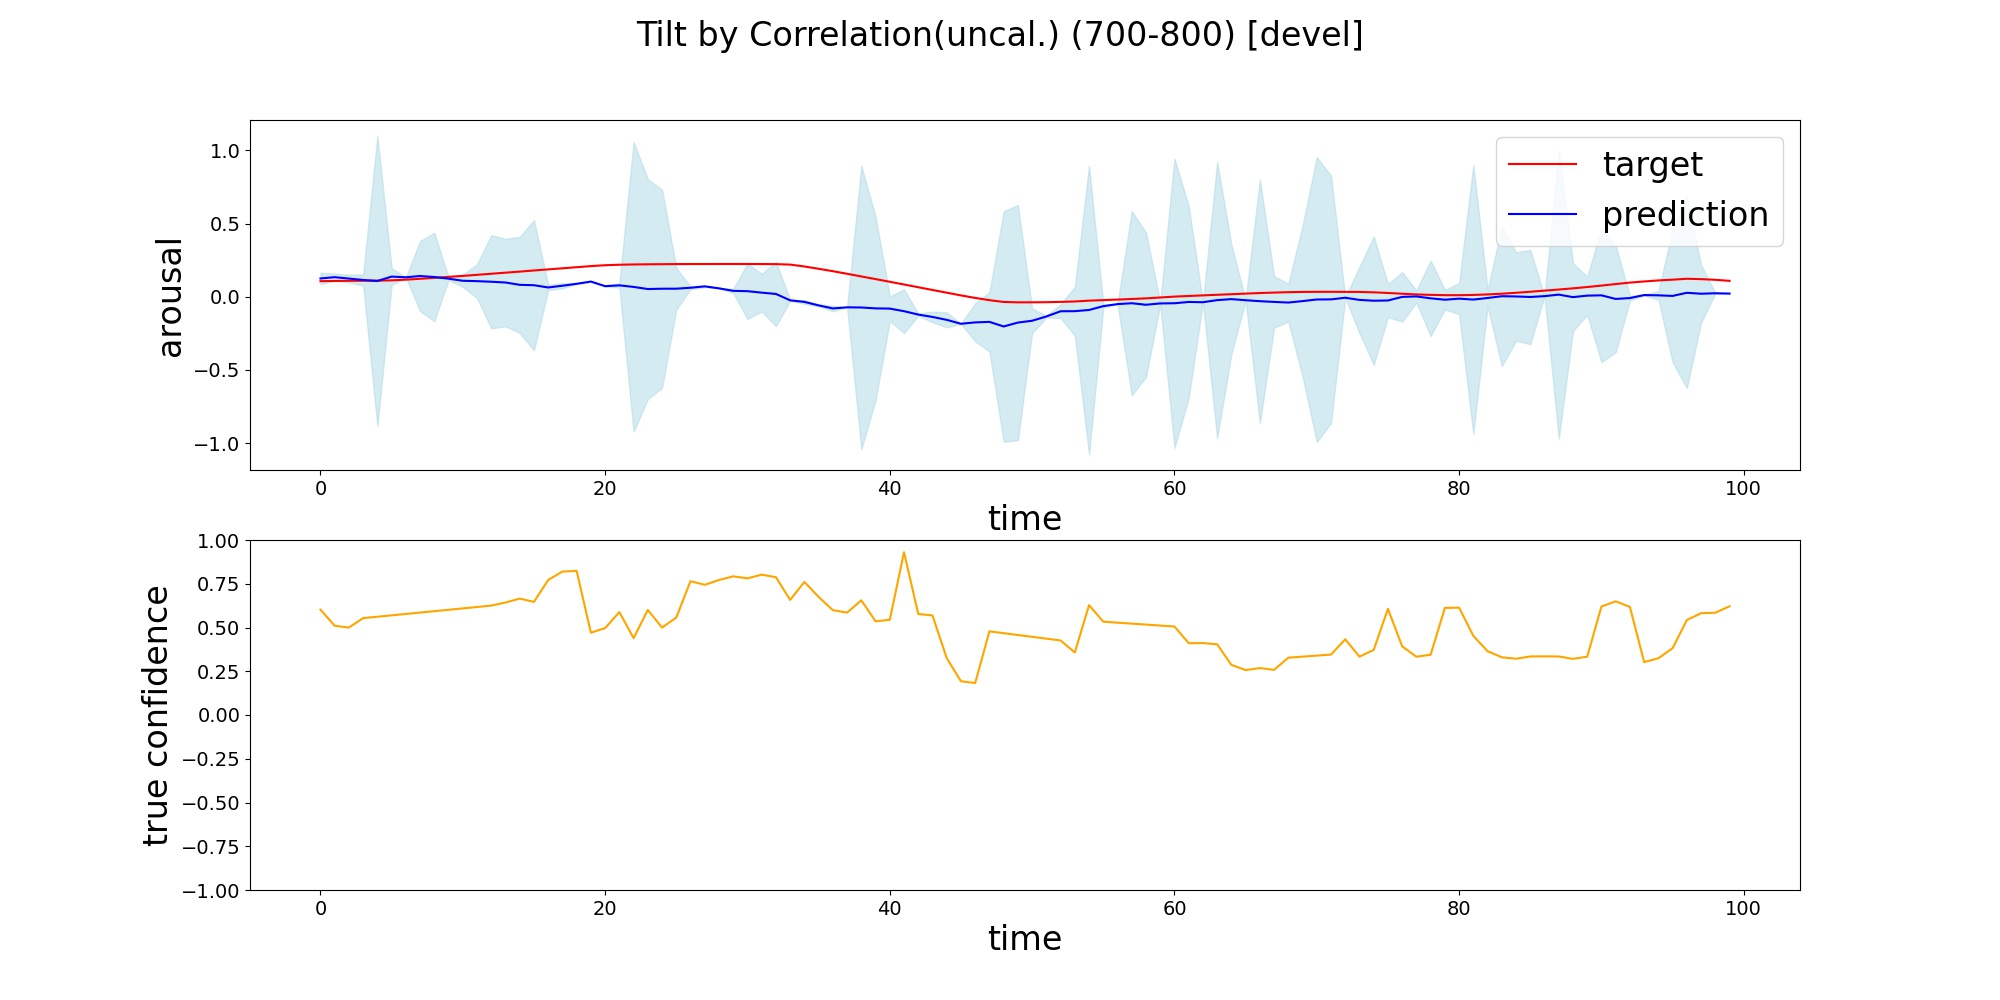 Tilt by Correlation(uncal.) (700-800) [devel]
1.0
0.5
0.0
−0.5
−1.0
arousal
target
prediction
0 20 40 60 80 100
time
1.00
0.75
0.50
0.25
0.00
−0.25
−0.50
−0.75
−1.00
true confidence
0 20 40 60 80 100
time